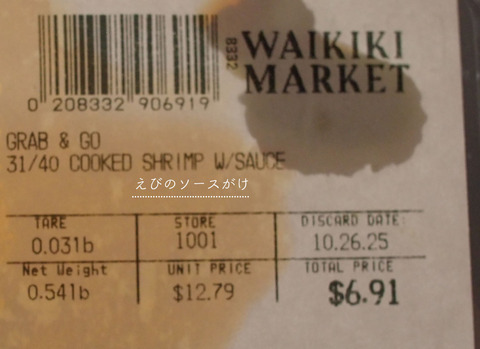 WAIKIKI
MARKET
8332
0 208332 906919
GRAB & GO
31/40 COOKED SHRIMP W/SAUCE
えびのソースがけ
TARE STORE DISCARD DATE:
0.03lb 1001 10.26.25
Net Weight UNIT PRICE TOTAL PRICE
0.54lb $12.79 $6.91